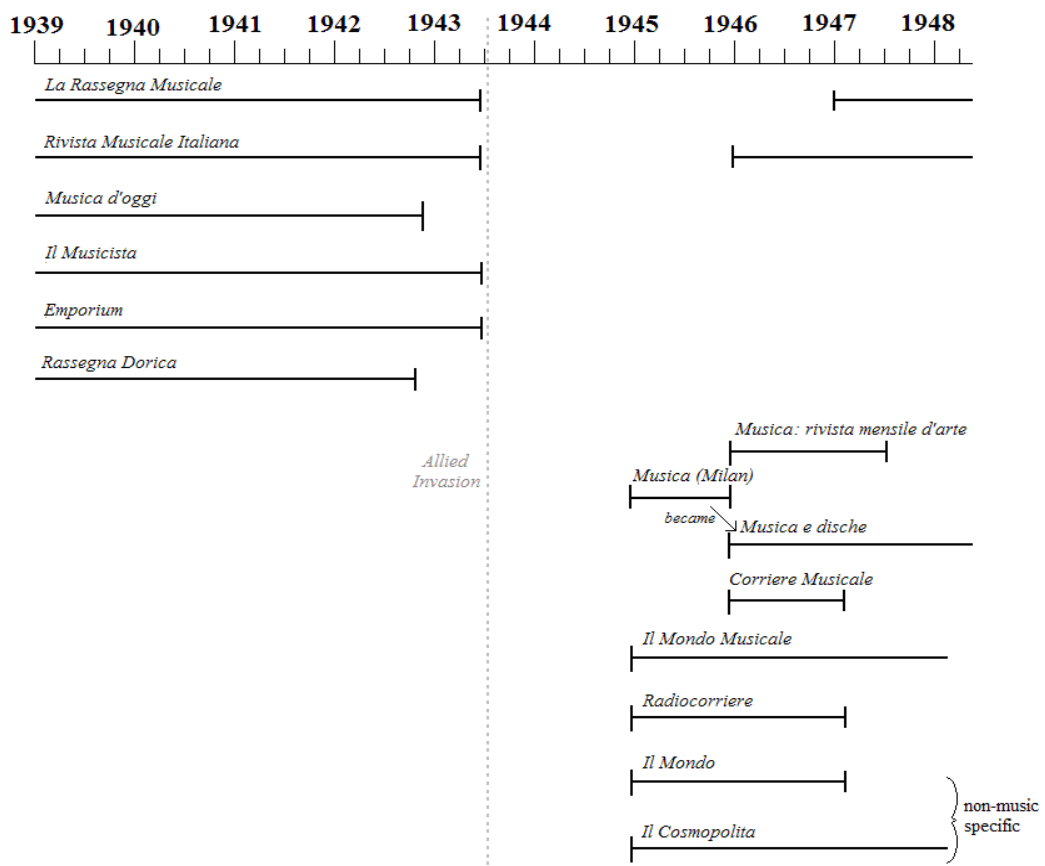 1939 1940 1941 1942 1943 1944 1945 1946 1947 1948
La Rassegna Musicale
Rivista Musicale Italiana
Musica d'oggi
Il Musicista
Emporium
Rassegna Dorica
Musica: rivista mensile d'arte
Allied
Invasion
Musica (Milan)
became
Musica e dische
Corriere Musicale
Il Mondo Musicale
Radiocorriere
Il Mondo
non-music
specific
Il Cosmopolita